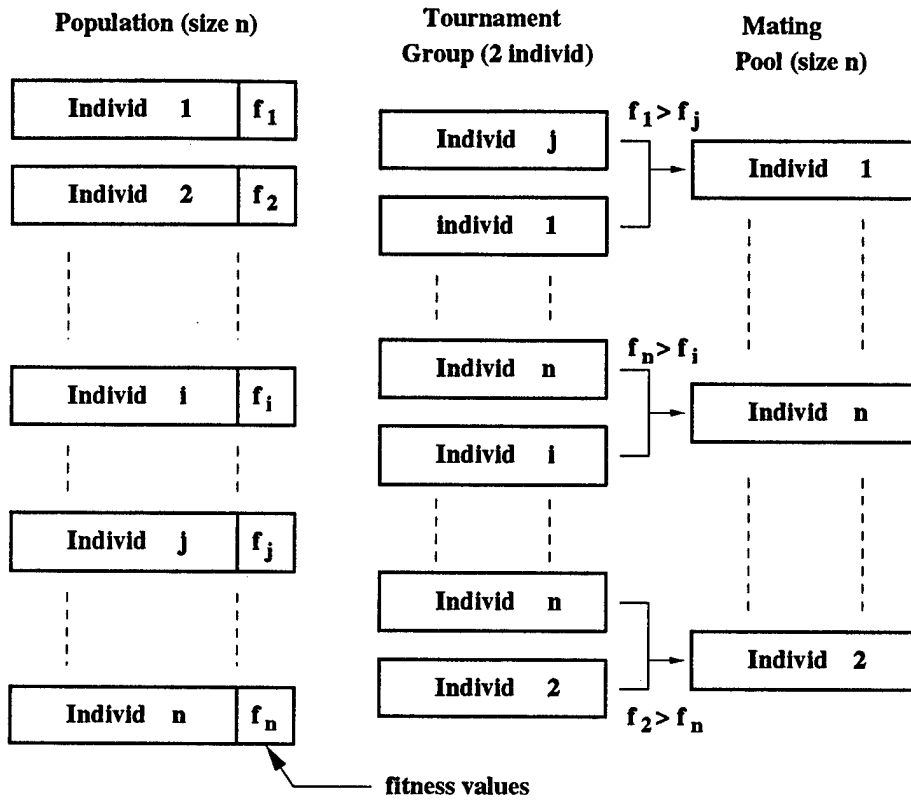 Population (size n)
Individ 1 f1
Individ 2 f2
Individ i fi
Individ j fj
Individ n fn
fitness values
Tournament
Group (2 individ)
Individ j
individ 1
f1 > fj
Individ n
Individ i
fn > fi
Individ n
Individ 2
f2 > fn
Mating
Pool (size n)
Individ 1
Individ n
Individ 2